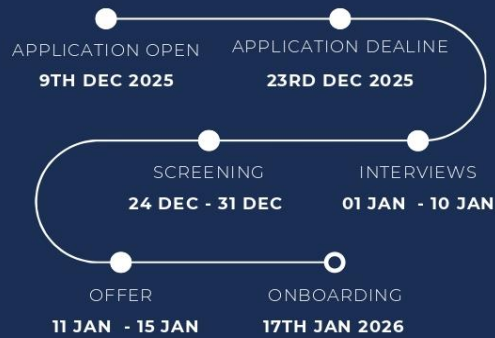 APPLICATION OPEN
APPLICATION DEALINE
9TH DEC 2025
23RD DEC 2025
SCREENING
INTERVIEWS
24 DEC - 31 DEC
01 JAN - 10 JAN
OFFER
ONBOARDING
11 JAN - 15 JAN
17TH JAN 2026